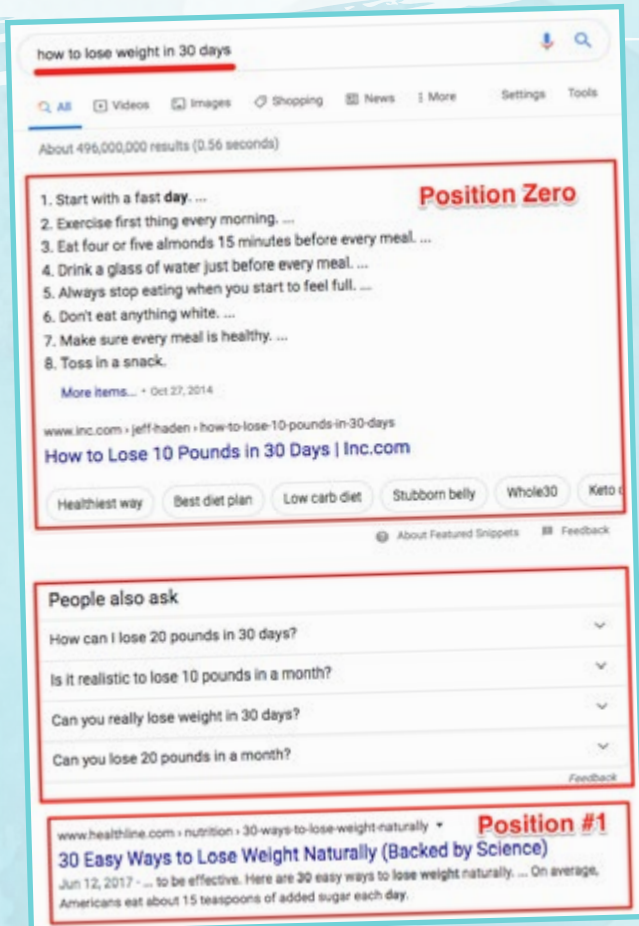 how to lose weight in 30 days
All Videos Images Shopping News More Settings Tools
About 496,000,000 results (0.56 seconds)
Position Zero
1. Start with a fast day. ...
2. Exercise first thing every morning. ...
3. Eat four or five almonds 15 minutes before every meal. ...
4. Drink a glass of water just before every meal. ...
5. Always stop eating when you start to feel full. ...
6. Don't eat anything white. ...
7. Make sure every meal is healthy. ...
8. Toss in a snack.
More items... • Oct 27, 2014
www.inc.com › jeff-haden › how-to-lose-10-pounds-in-30-days
How to Lose 10 Pounds in 30 Days | Inc.com
Healthiest way Best diet plan Low carb diet Stubborn belly Whole30 Keto
About Featured Snippets Feedback
People also ask
How can I lose 20 pounds in 30 days?
Is it realistic to lose 10 pounds in a month?
Can you really lose weight in 30 days?
Can you lose 20 pounds in a month?
Feedback
www.healthline.com › nutrition › 30-ways-to-lose-weight-naturally
Position #1
30 Easy Ways to Lose Weight Naturally (Backed by Science)
Jun 12, 2017 - ... to be effective. Here are 30 easy ways to lose weight naturally. ... On average,
Americans eat about 15 teaspoons of added sugar each day.